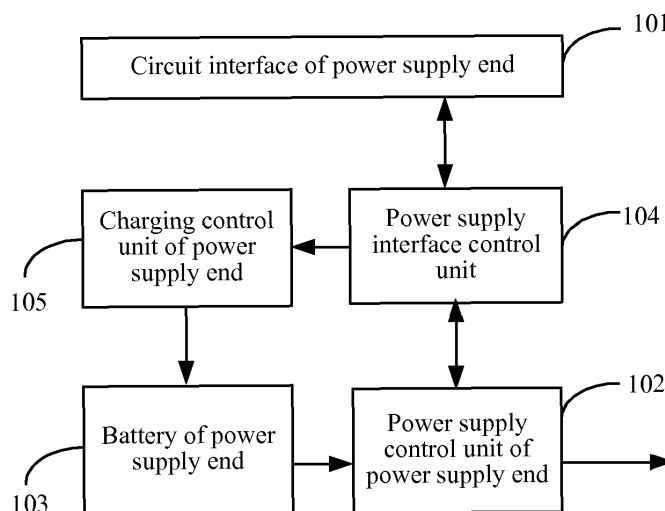 101
Circuit interface of power supply end
Charging control
unit of power
supply end
Power supply
interface control
unit
104
105
102
Battery of power
supply end
Power supply
control unit of
power supply end
103